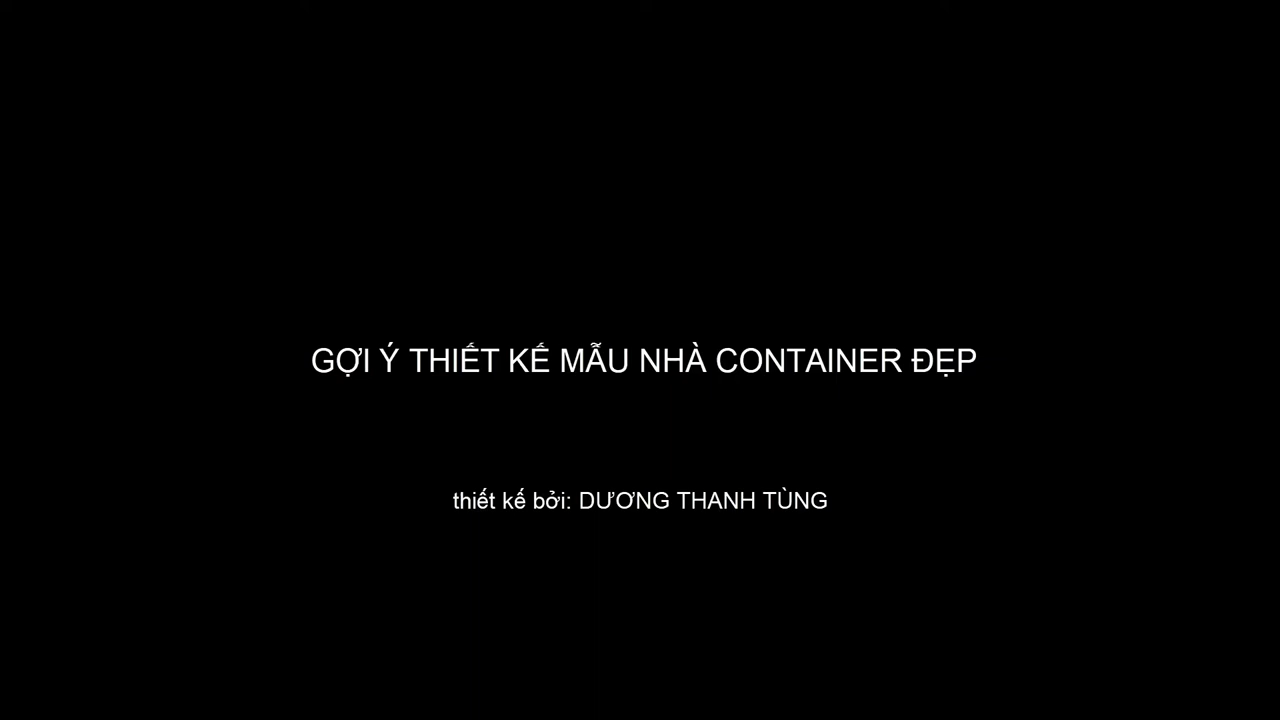 GỢI Ý THIẾT KẾ MẪU NHÀ CONTAINER ĐẸP
thiết kế bởi: DƯƠNG THANH TÙNG